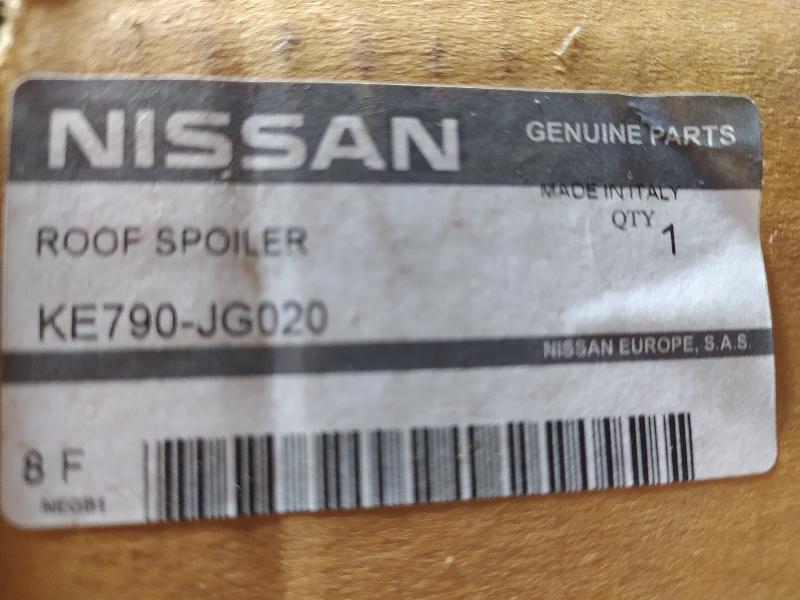 NISSAN
GENUINE PARTS
MADE IN ITALY
ROOF SPOILER
QTY 1
KE790-JG020
NISSAN EUROPE, S.A.S.
8 F